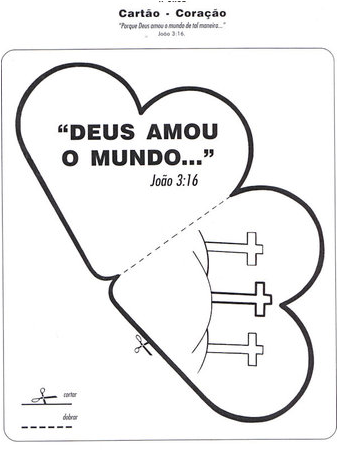 Cartão - Coração
"Porque Deus amou o mundo de tal maneira..."
João 3:16.
"DEUS AMOU
O MUNDO..."
João 3:16
cortar
dobrar